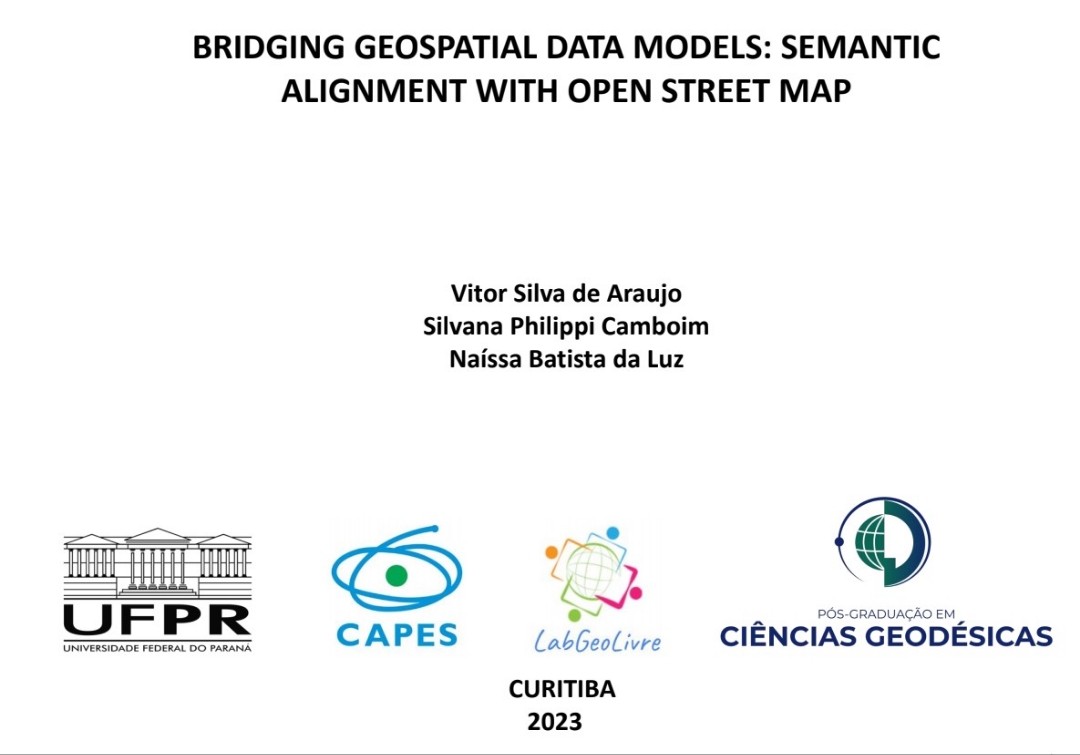 BRIDGING GEOSPATIAL DATA MODELS: SEMANTIC
ALIGNMENT WITH OPEN STREET MAP
Vitor Silva de Araujo
Silvana Philippi Camboim
Naíssa Batista da Luz
UFPR
UNIVERSIDADE FEDERAL DO PARANÁ
CAPES
LabGeoLivre
PÓS-GRADUAÇÃO EM
CIÊNCIAS GEODÉSICAS
CURITIBA
2023